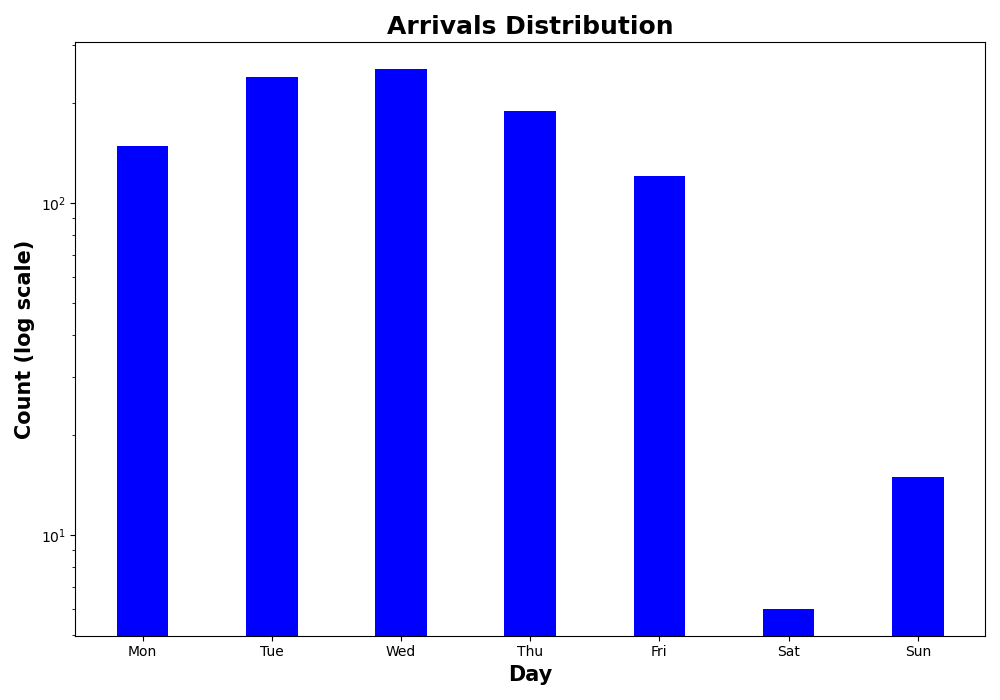 Arrivals Distribution
Count (log scale)
10²
10¹
Mon Tue Wed Thu Fri Sat Sun
Day